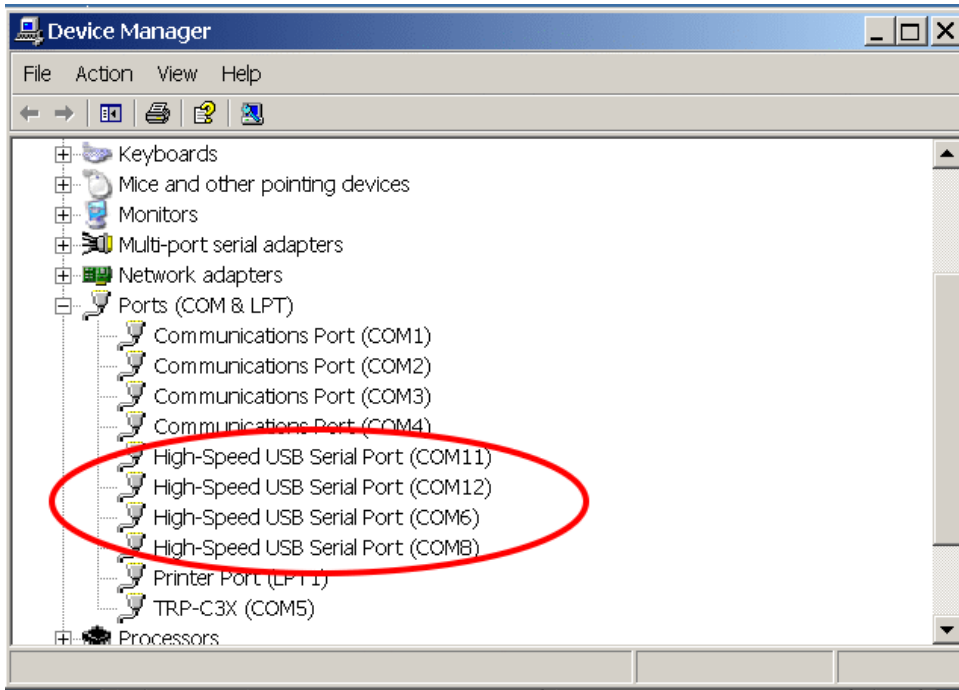 Device Manager
File Action View Help
Keyboards
Mice and other pointing devices
Monitors
Multi-port serial adapters
Network adapters
Ports (COM & LPT)
Communications Port (COM1)
Communications Port (COM2)
Communications Port (COM3)
Communications Port (COM4)
High-Speed USB Serial Port (COM11)
High-Speed USB Serial Port (COM12)
High-Speed USB Serial Port (COM6)
High-Speed USB Serial Port (COM8)
Printer Port (LPT1)
TRP-C3X (COM5)
Processors